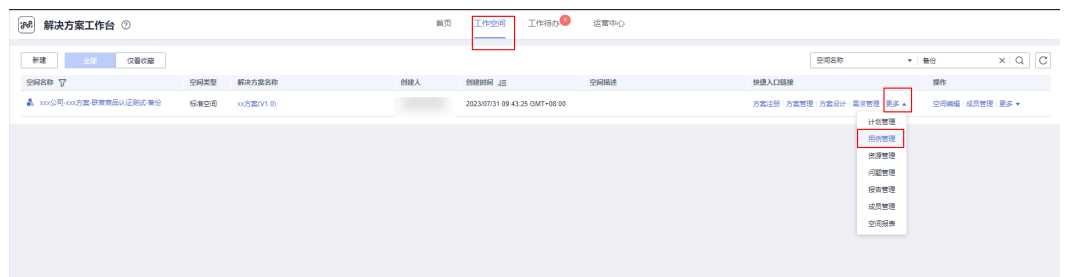 解决方案工作台
首页 工作空间 工作待办 运营中心
新建 全部 仅看收藏 空间名称 备份
空间名称 空间类型 解决方案名称 创建人 创建时间 空间描述 快捷入口链接 操作
xxx公司-xxx方案-联营商品认证测试-备份 标准空间 xx方案(V1.0) 2023/07/31 09:43:25 GMT+08:00 方案注册 方案管理 方案设计 需求管理 更多 空间编辑 成员管理 更多
计划管理
用例管理
资源管理
问题管理
报告管理
成员管理
空间报表